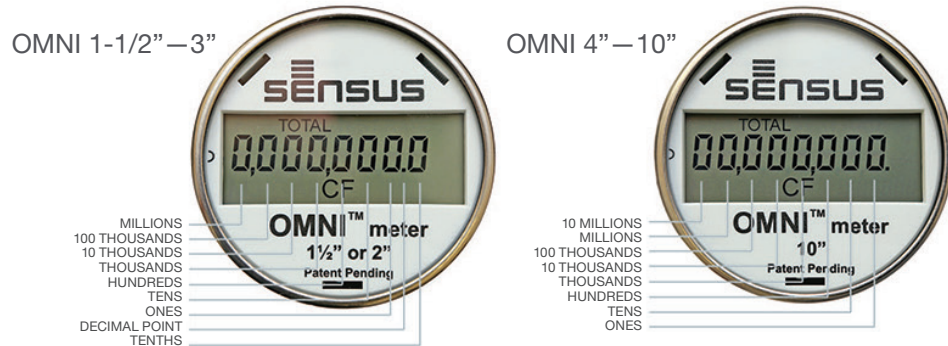 OMNI 1-1/2”—3”
SENSUS
TOTAL
0,000,000.0
CF
OMNI™ meter
1½” or 2”
Patent Pending
MILLIONS
100 THOUSANDS
10 THOUSANDS
THOUSANDS
HUNDREDS
TENS
ONES
DECIMAL POINT
TENTHS
OMNI 4”—10”
SENSUS
TOTAL
00,000,000.
CF
OMNI™ meter
10”
Patent Pending
10 MILLIONS
MILLIONS
100 THOUSANDS
10 THOUSANDS
THOUSANDS
HUNDREDS
TENS
ONES